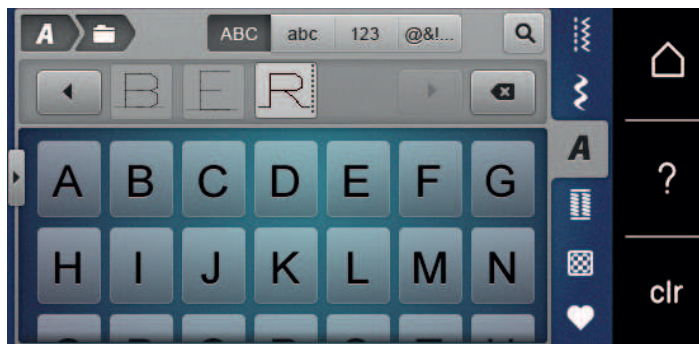 A ABC abc 123 @&!...
B E R
A B C D E F G
H I J K L M N
A
?
clr